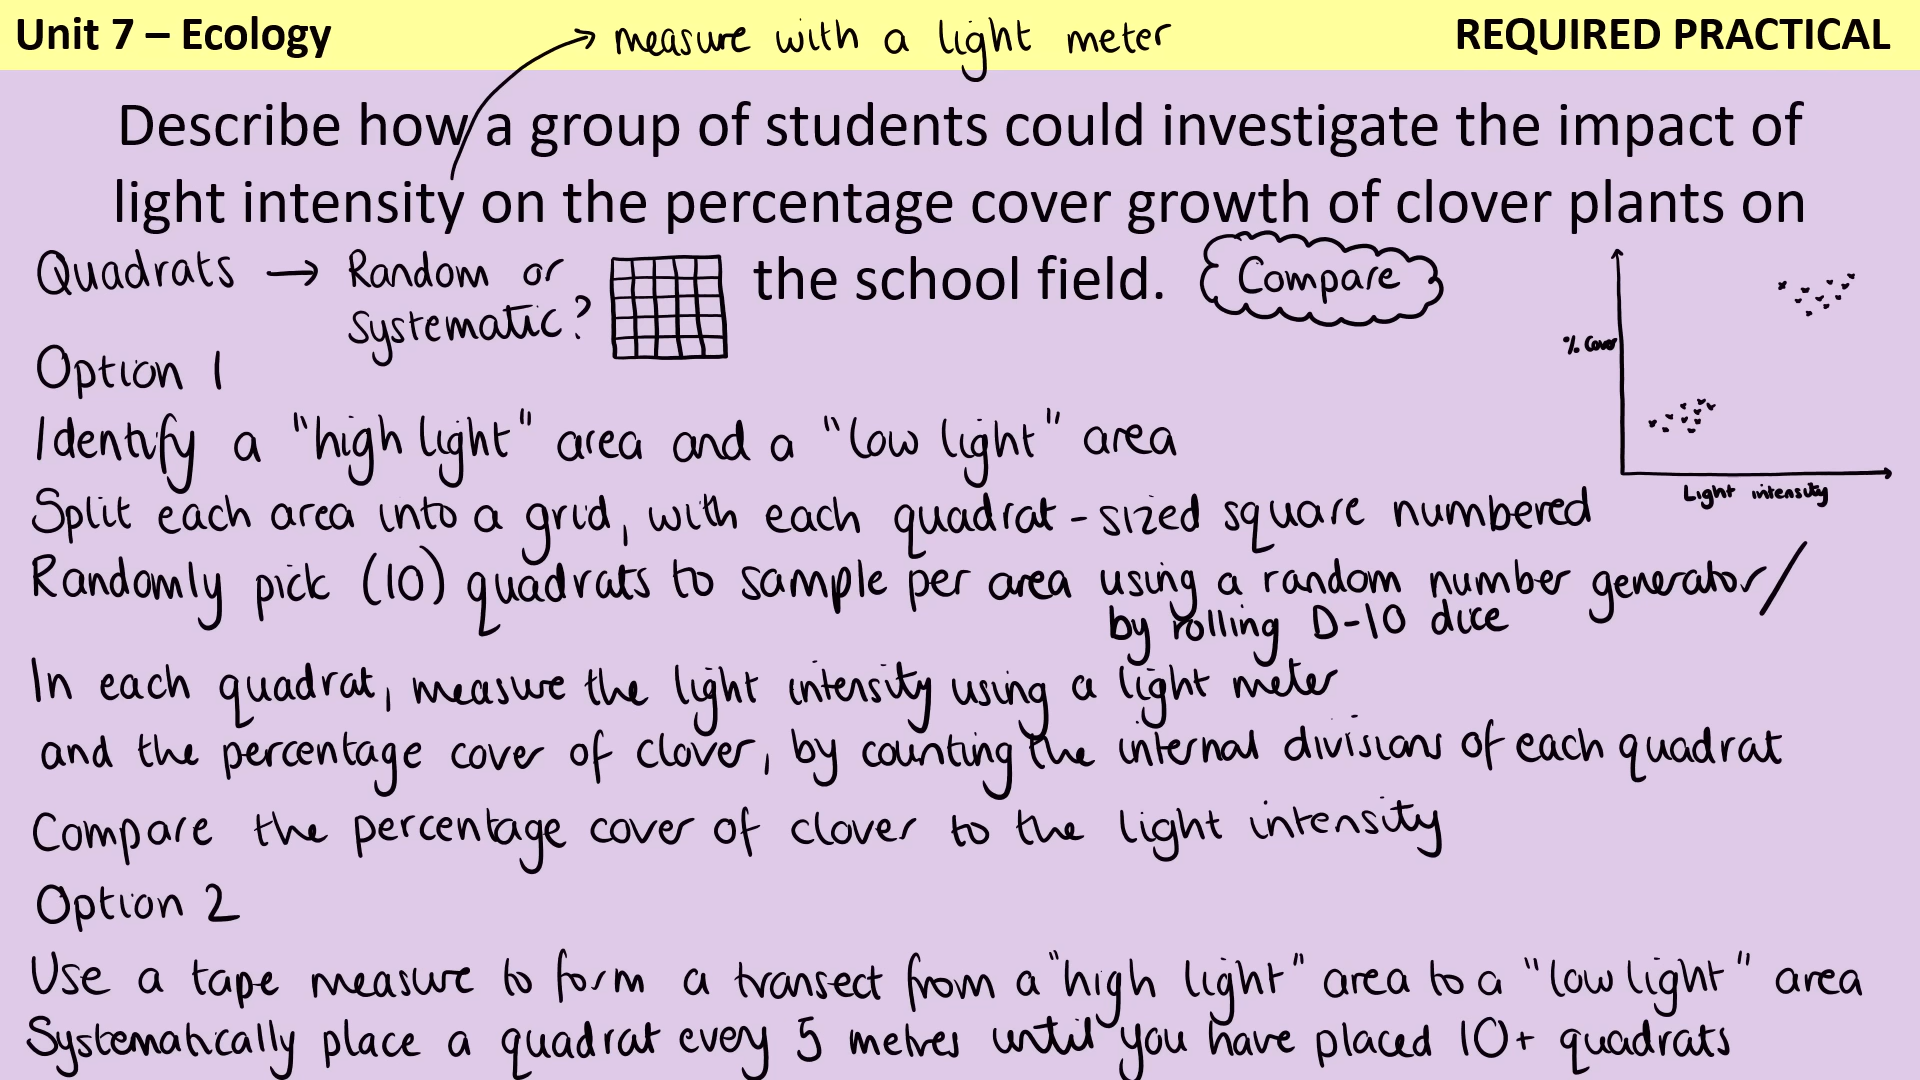 Unit 7 – Ecology
measure with a light meter
REQUIRED PRACTICAL
Describe how a group of students could investigate the impact of
light intensity on the percentage cover growth of clover plants on
the school field.
Compare
Quadrats → Random or
Systematic?
% Cover
Light intensity
Option 1
Identify a "high light" area and a "low light" area
Split each area into a grid, with each quadrat-sized square numbered
Randomly pick (10) quadrats to sample per area using a random number generator/
by rolling D-10 dice
In each quadrat, measure the light intensity using a light meter
and the percentage cover of clover, by counting the internal divisions of each quadrat
Compare the percentage cover of clover to the light intensity
Option 2
Use a tape measure to form a transect from a "high light" area to a "low light" area
Systematically place a quadrat every 5 metres until you have placed 10+ quadrats